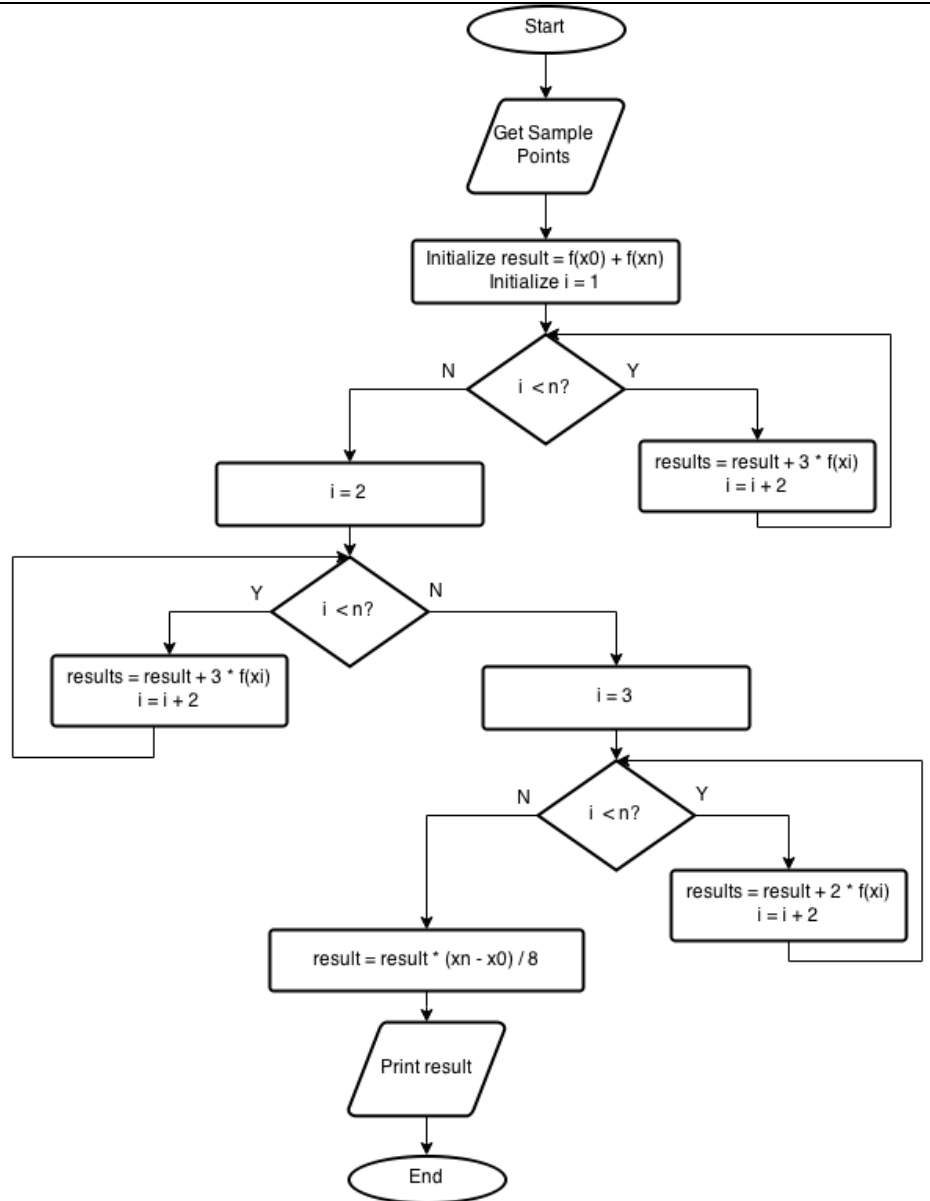 Start
Get Sample
Points
Initialize result = f(x0) + f(xn)
Initialize i = 1
i < n?
N
Y
results = result + 3 * f(xi)
i = i + 2
i = 2
i < n?
Y
N
results = result + 3 * f(xi)
i = i + 2
i = 3
i < n?
N
Y
results = result + 2 * f(xi)
i = i + 2
result = result * (xn - x0) / 8
Print result
End